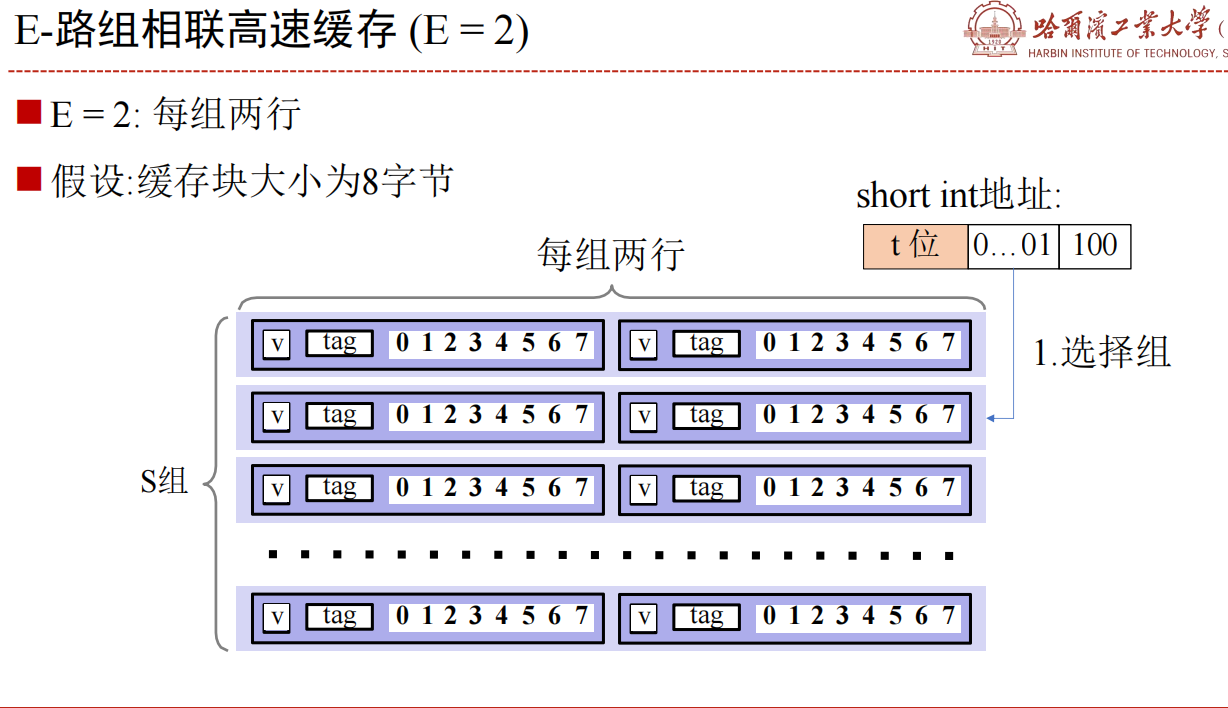 E-路组相联高速缓存 (E = 2)
哈爾濱工業大學(
HARBIN INSTITUTE OF TECHNOLOGY, S
1920
HIT
E = 2: 每组两行
假设:缓存块大小为8字节
short int地址:
t 位 0…01 100
每组两行
v tag 0 1 2 3 4 5 6 7 v tag 0 1 2 3 4 5 6 7
1.选择组
v tag 0 1 2 3 4 5 6 7 v tag 0 1 2 3 4 5 6 7
S组
v tag 0 1 2 3 4 5 6 7 v tag 0 1 2 3 4 5 6 7
v tag 0 1 2 3 4 5 6 7 v tag 0 1 2 3 4 5 6 7